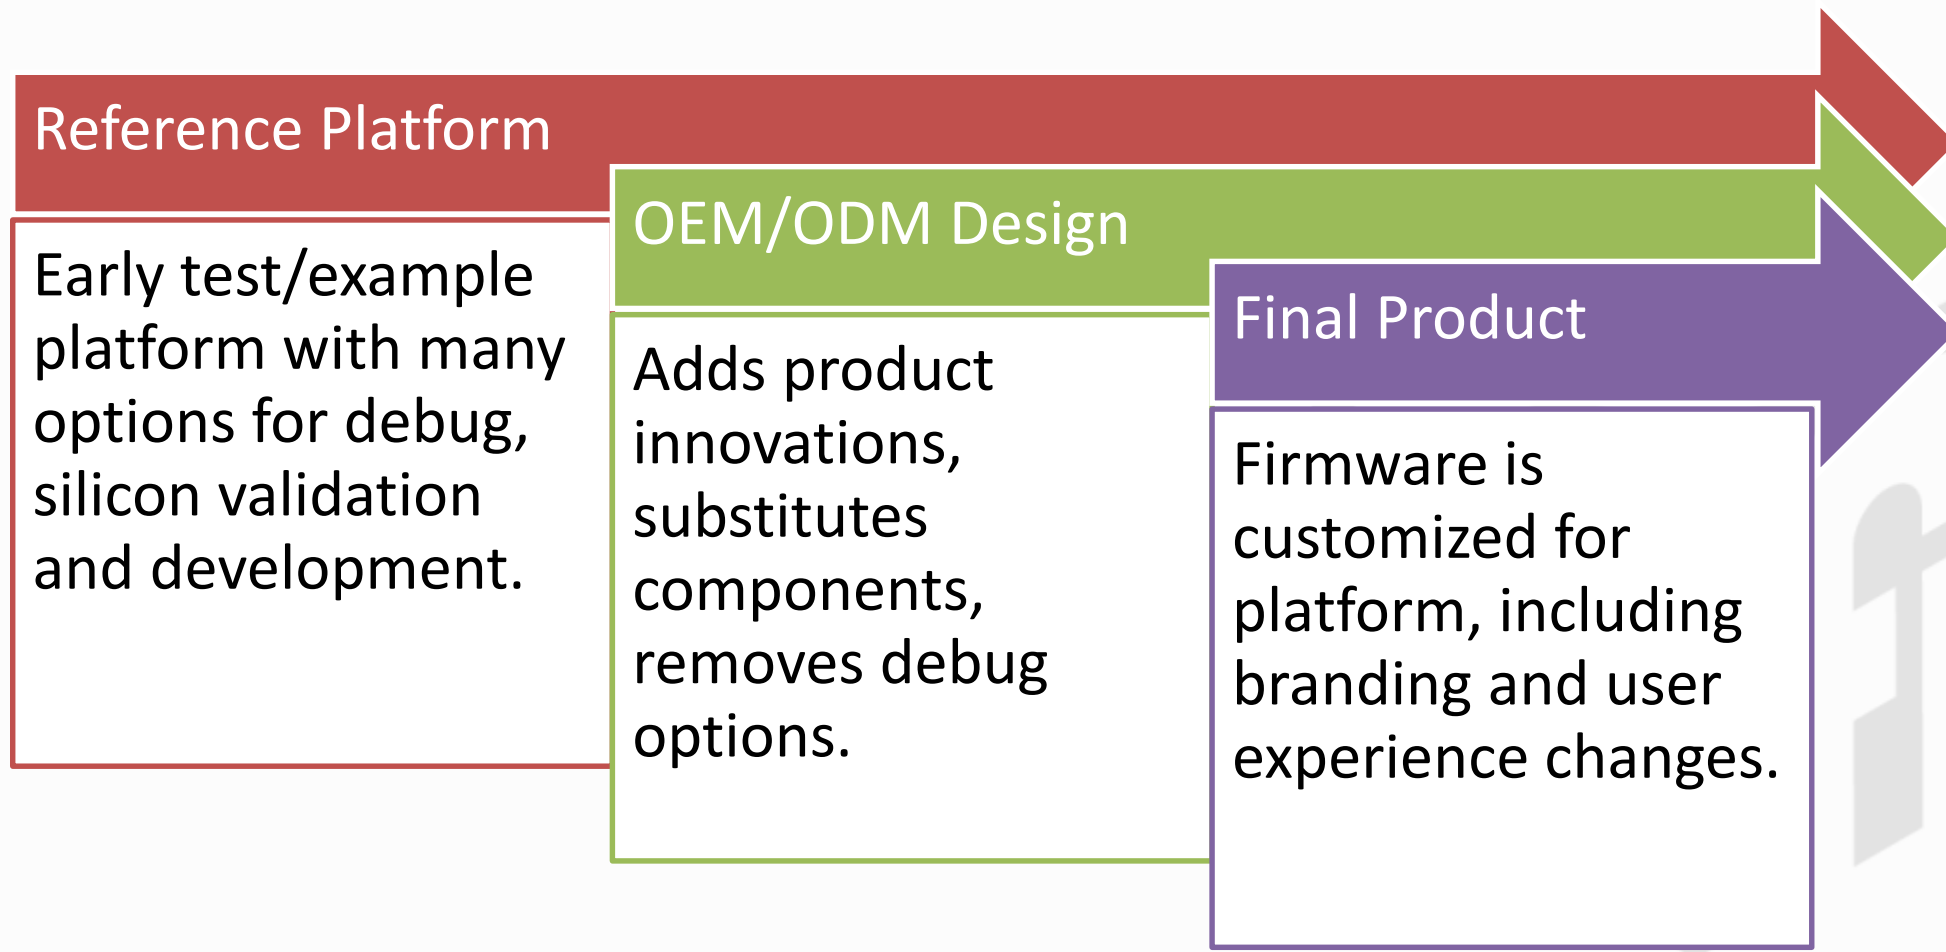 Reference Platform
Early test/example
platform with many
options for debug,
silicon validation
and development.
OEM/ODM Design
Adds product
innovations,
substitutes
components,
removes debug
options.
Final Product
Firmware is
customized for
platform, including
branding and user
experience changes.